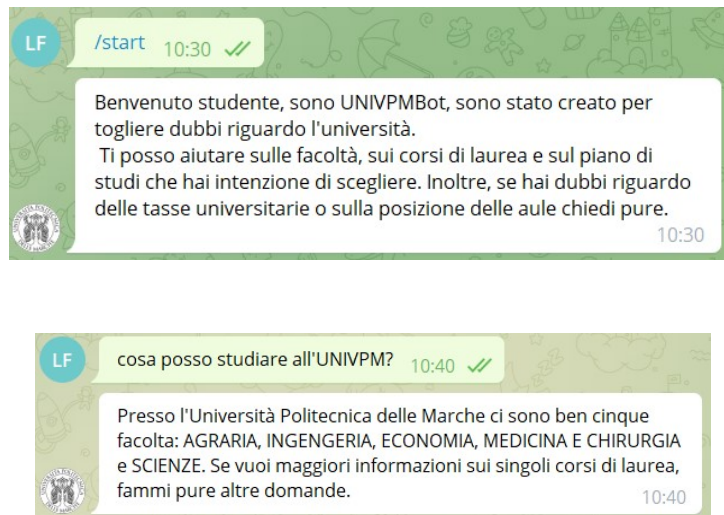 LF
/start 10:30
Benvenuto studente, sono UNIVPMBot, sono stato creato per
togliere dubbi riguardo l'università.
Ti posso aiutare sulle facoltà, sui corsi di laurea e sul piano di
studi che hai intenzione di scegliere. Inoltre, se hai dubbi riguardo
delle tasse universitarie o sulla posizione delle aule chiedi pure.
10:30
LF
cosa posso studiare all'UNIVPM? 10:40
Presso l'Università Politecnica delle Marche ci sono ben cinque
facolta: AGRARIA, INGENGERIA, ECONOMIA, MEDICINA E CHIRURGIA
e SCIENZE. Se vuoi maggiori informazioni sui singoli corsi di laurea,
fammi pure altre domande.
10:40